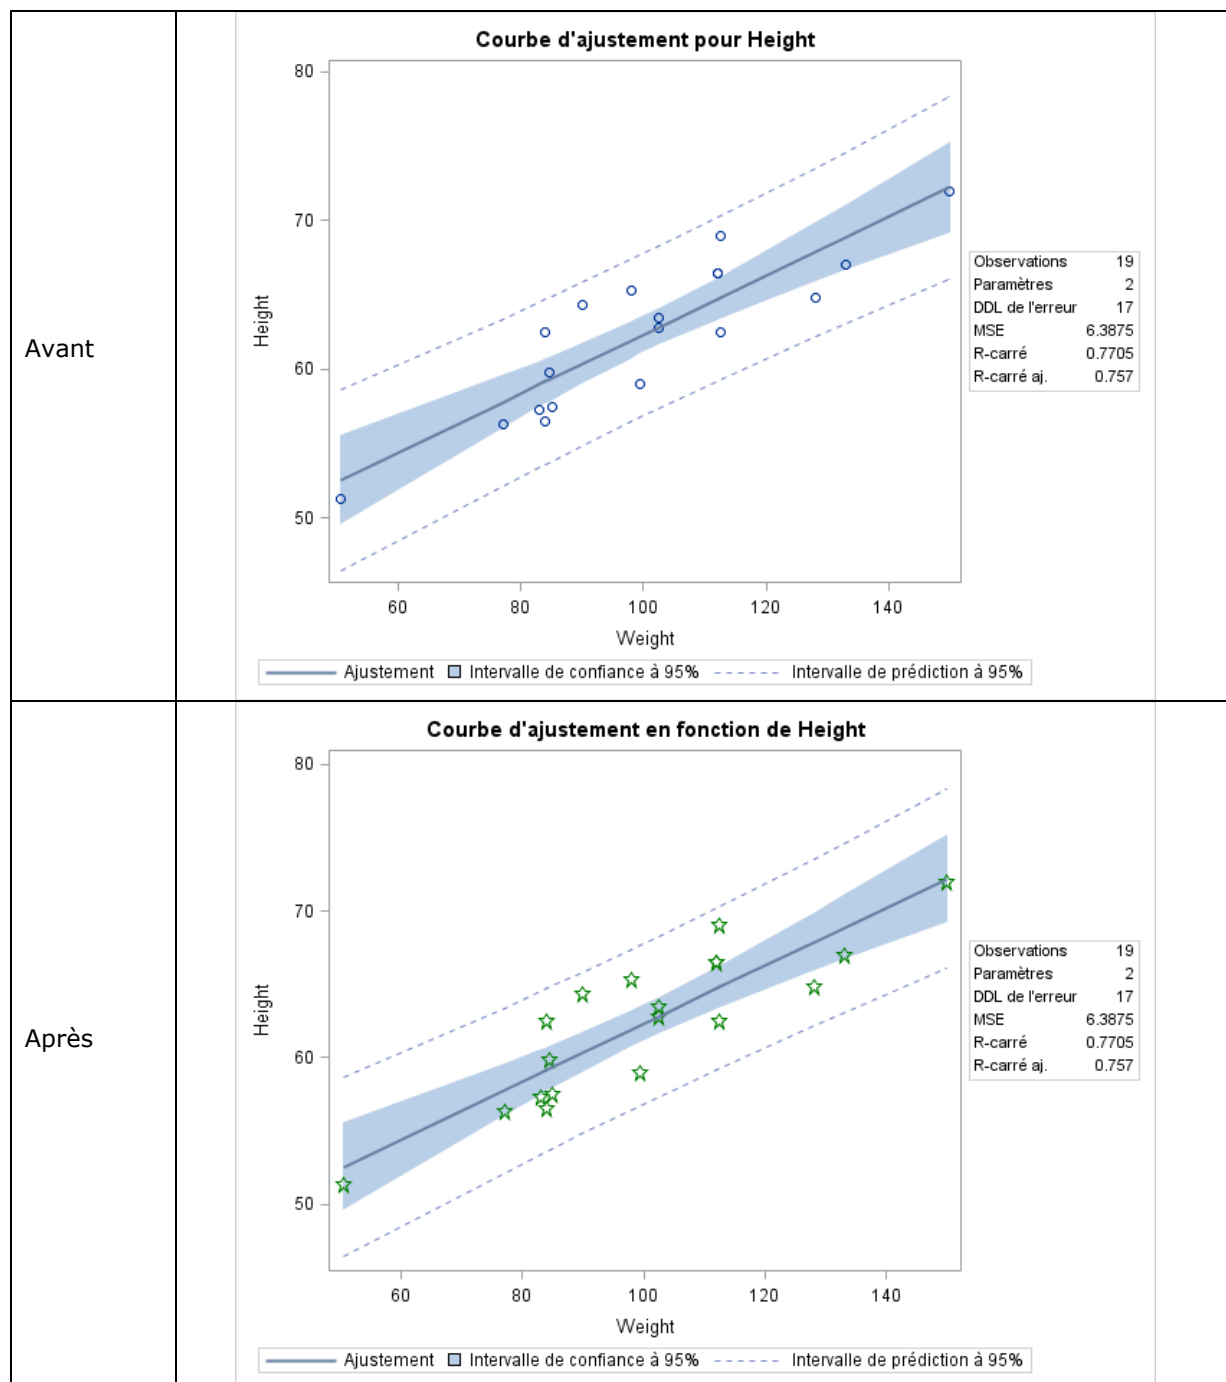 Avant
Courbe d'ajustement pour Height
80
70
60
50
Height
60 80 100 120 140
Weight
Observations 19
Paramètres 2
DDL de l'erreur 17
MSE 6.3875
R-carré 0.7705
R-carré aj. 0.757
Ajustement Intervalle de confiance à 95% Intervalle de prédiction à 95%
Après
Courbe d'ajustement en fonction de Height
80
70
60
50
Height
60 80 100 120 140
Weight
Observations 19
Paramètres 2
DDL de l'erreur 17
MSE 6.3875
R-carré 0.7705
R-carré aj. 0.757
Ajustement Intervalle de confiance à 95% Intervalle de prédiction à 95%